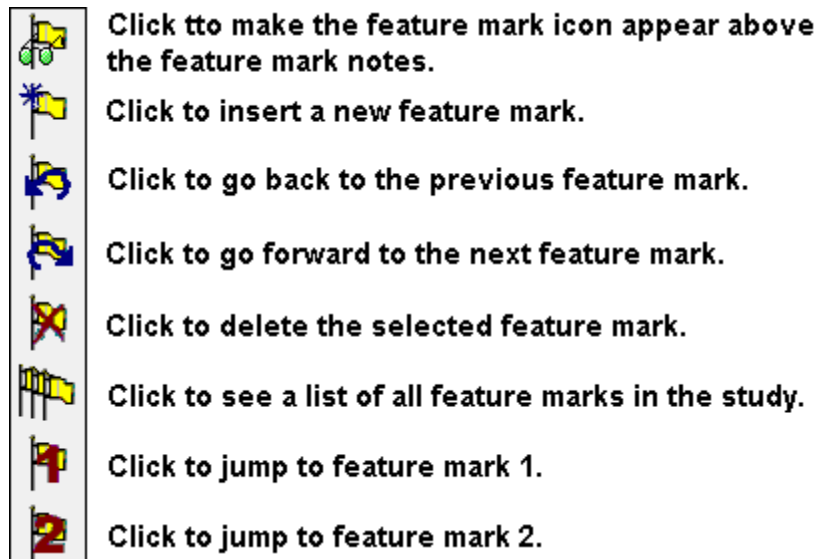 Click tto make the feature mark icon appear above
the feature mark notes.
Click to insert a new feature mark.
Click to go back to the previous feature mark.
Click to go forward to the next feature mark.
Click to delete the selected feature mark.
Click to see a list of all feature marks in the study.
1 Click to jump to feature mark 1.
2 Click to jump to feature mark 2.